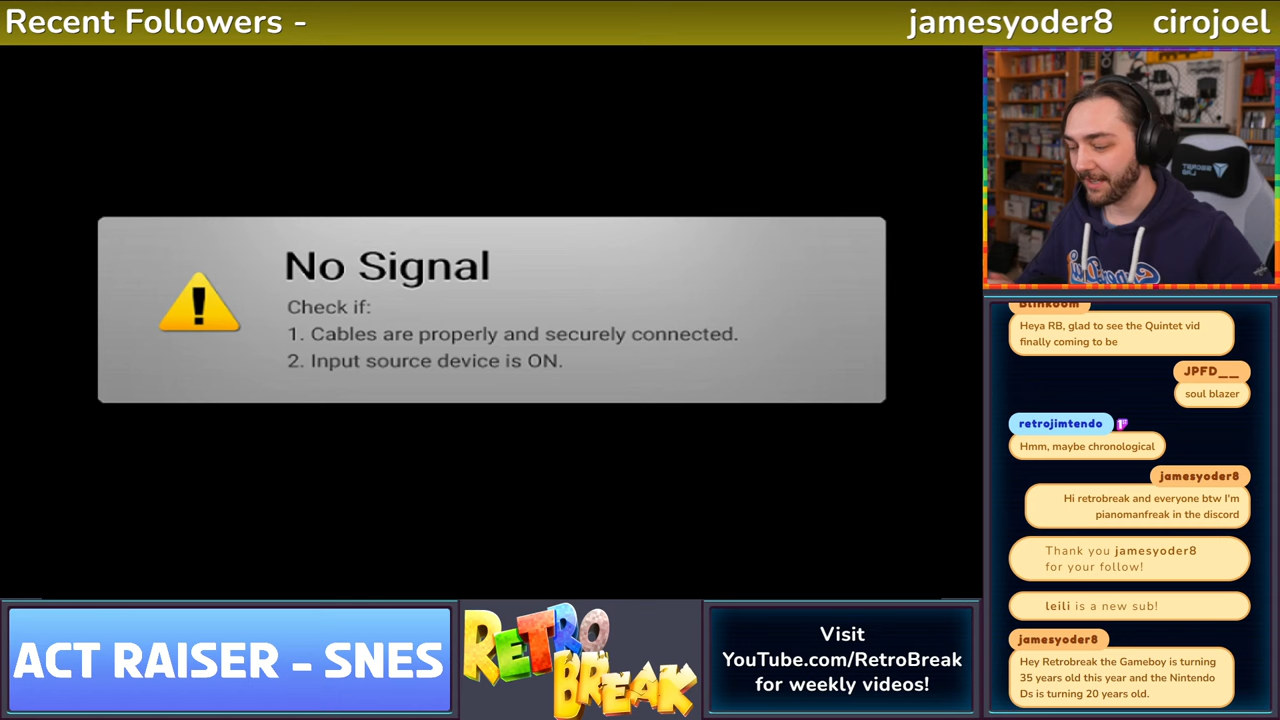 Recent Followers -
jamesyoder8 cirojoel
No Signal
Check if:
1. Cables are properly and securely connected.
2. Input source device is ON.
Blinkoom
Heya RB, glad to see the Quintet vid
finally coming to be
JPFD__
soul blazer
retrojimtendo
Hmm, maybe chronological
jamesyoder8
Hi retrobreak and everyone btw I'm
pianomanfreak in the discord
Thank you jamesyoder8
for your follow!
leili is a new sub!
jamesyoder8
Hey Retrobreak the Gameboy is turning
35 years old this year and the Nintendo
Ds is turning 20 years old.
ACT RAISER - SNES
RETRO
BREAK
Visit
YouTube.com/RetroBreak
for weekly videos!